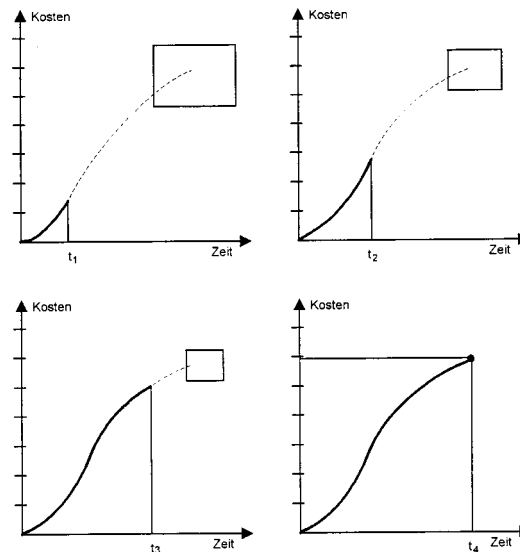 Kosten
t1
Zeit
Kosten
t2
Zeit
Kosten
t3
Zeit
Kosten
t4
Zeit